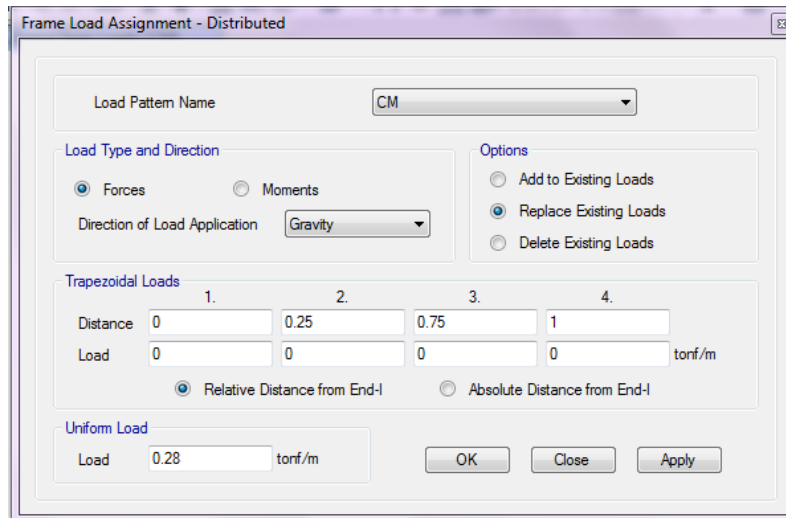 Frame Load Assignment - Distributed
Load Pattern Name CM
Load Type and Direction
Forces Moments
Direction of Load Application Gravity
Options
Add to Existing Loads
Replace Existing Loads
Delete Existing Loads
Trapezoidal Loads
1. 2. 3. 4.
Distance 0 0.25 0.75 1
Load 0 0 0 0 tonf/m
Relative Distance from End-I Absolute Distance from End-I
Uniform Load
Load 0.28 tonf/m
OK Close Apply